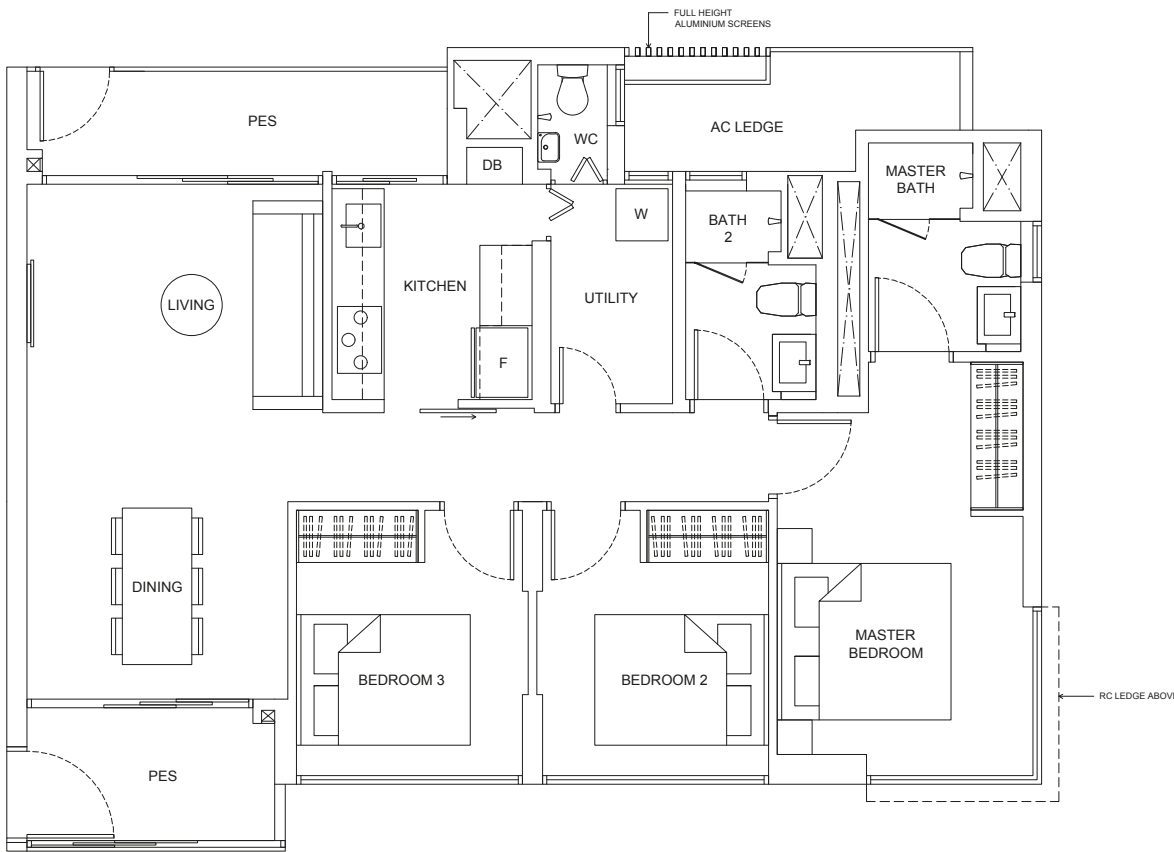 FULL HEIGHT
ALUMINIUM SCREENS
PES
WC
AC LEDGE
DB
MASTER
BATH
W
BATH
2
KITCHEN
UTILITY
LIVING
F
DINING
MASTER
BEDROOM
BEDROOM 3
BEDROOM 2
RC LEDGE ABOVE
PES